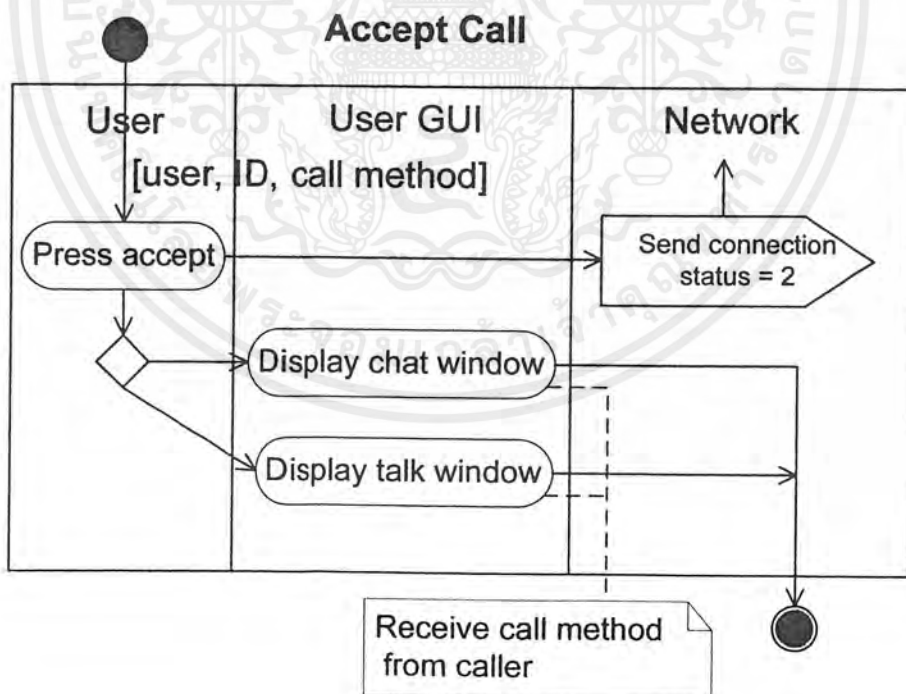 Accept Call
User
User GUI
Network
[user, ID, call method]
Press accept
Send connection
status = 2
Display chat window
Display talk window
Receive call method
from caller